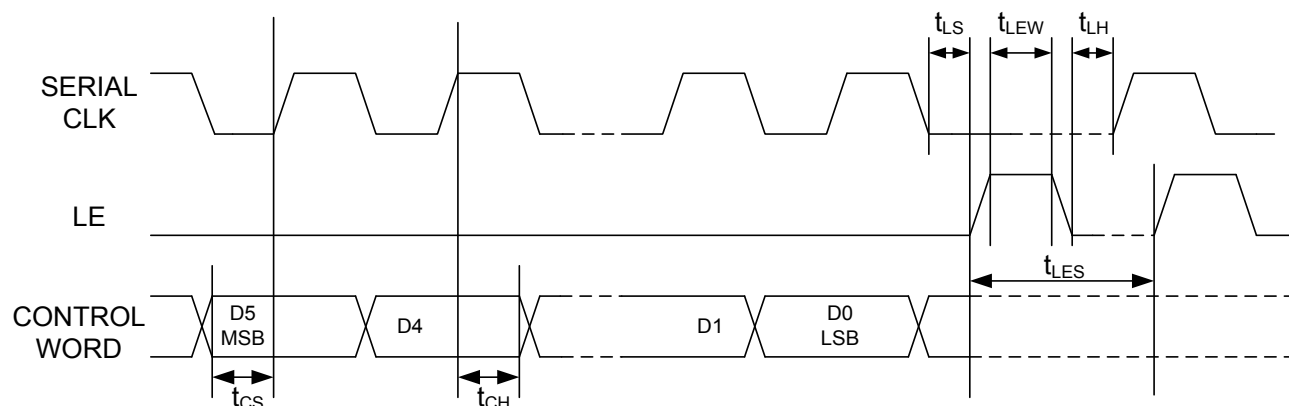 tLS tLEW tLH
SERIAL
CLK
LE
tLES
CONTROL
WORD
D5
MSB
D4
D1
D0
LSB
tCS tCH